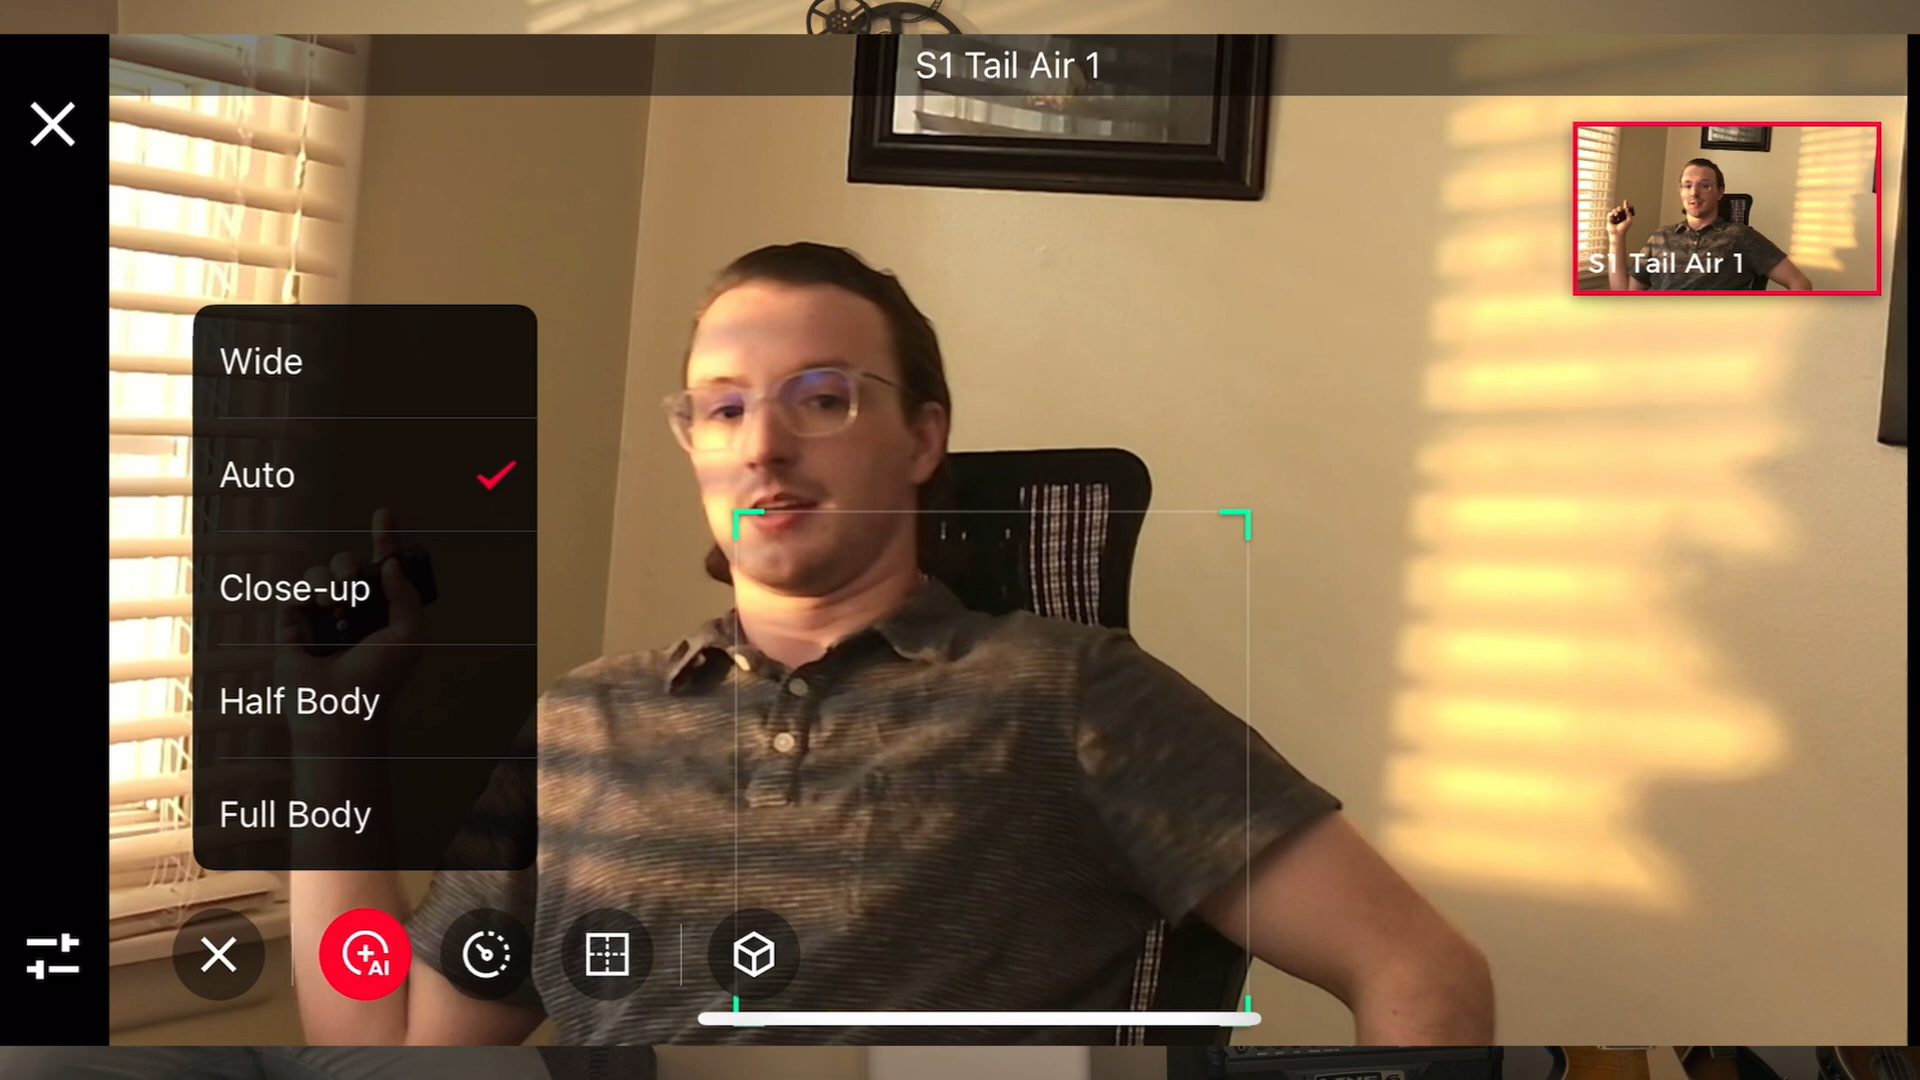 S1 Tail Air 1
S1 Tail Air 1
Wide
Auto
Close-up
Half Body
Full Body
AI